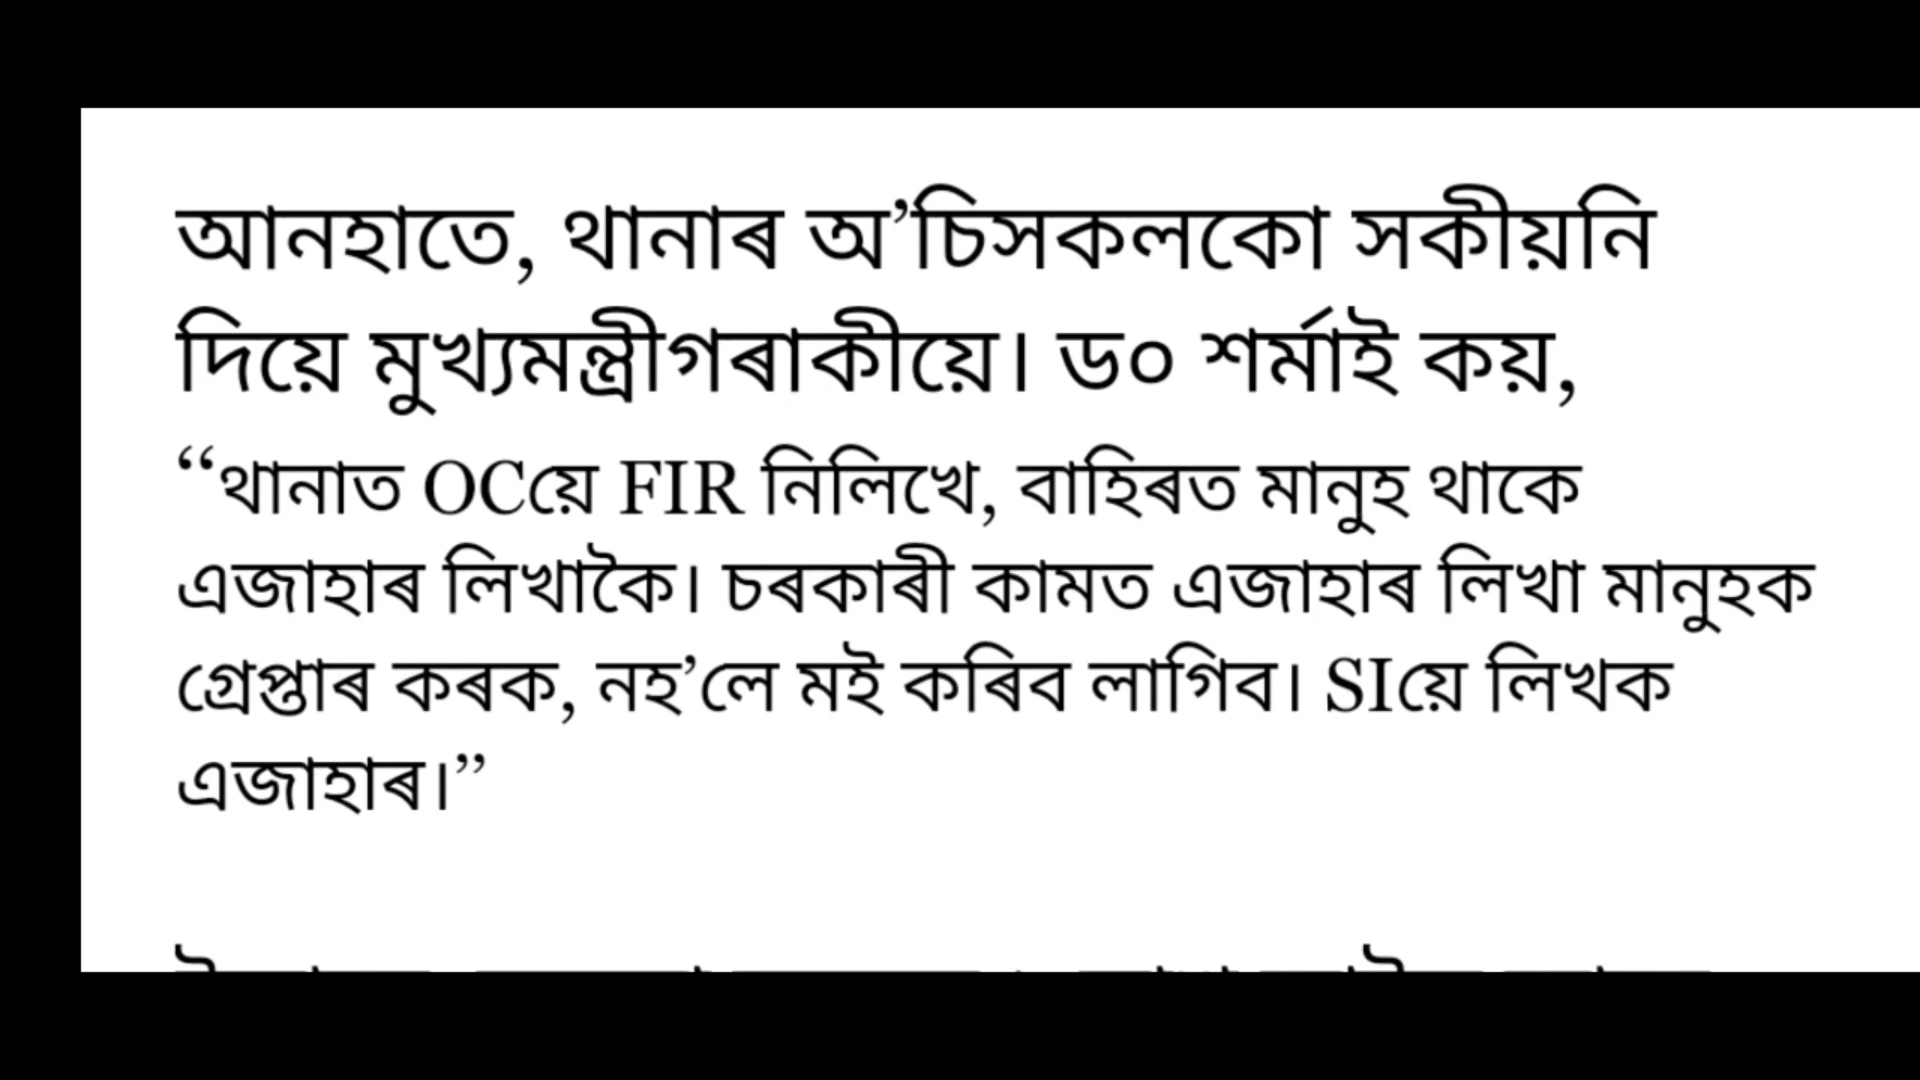 আনহাতে, থানাৰ অ’চিসকলকো সকীয়নি
দিয়ে মুখ্যমন্ত্ৰীগৰাকীয়ে। ড০ শৰ্মাই কয়,
‘‘থানাত OCয়ে FIR নিলিখে, বাহিৰত মানুহ থাকে
এজাহাৰ লিখাকৈ। চৰকাৰী কামত এজাহাৰ লিখা মানুহক
গ্ৰেপ্তাৰ কৰক, নহ’লে মই কৰিব লাগিব। SIয়ে লিখক
এজাহাৰ।’’